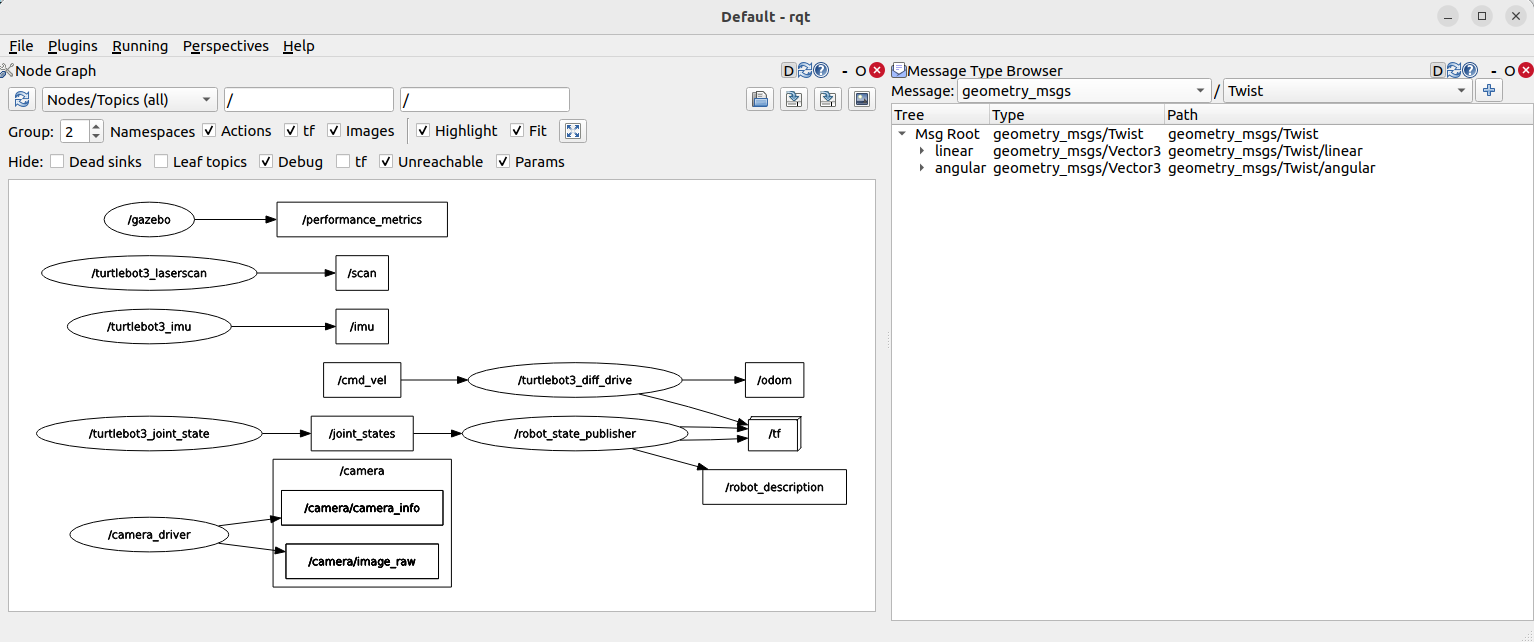 Default - rqt
File Plugins Running Perspectives Help
Node Graph
D - O
Nodes/Topics (all) / /
Group: 2 Namespaces Actions tf Images Highlight Fit
Hide: Dead sinks Leaf topics Debug tf Unreachable Params
/gazebo /performance_metrics
/turtlebot3_laserscan /scan
/turtlebot3_imu /imu
/cmd_vel /turtlebot3_diff_drive /odom
/turtlebot3_joint_state /joint_states /robot_state_publisher /tf
/camera
/robot_description
/camera/camera_info
/camera_driver
/camera/image_raw
Message Type Browser
D ? - O
Message: geometry_msgs / Twist
Tree Type Path
Msg Root geometry_msgs/Twist geometry_msgs/Twist
linear geometry_msgs/Vector3 geometry_msgs/Twist/linear
angular geometry_msgs/Vector3 geometry_msgs/Twist/angular